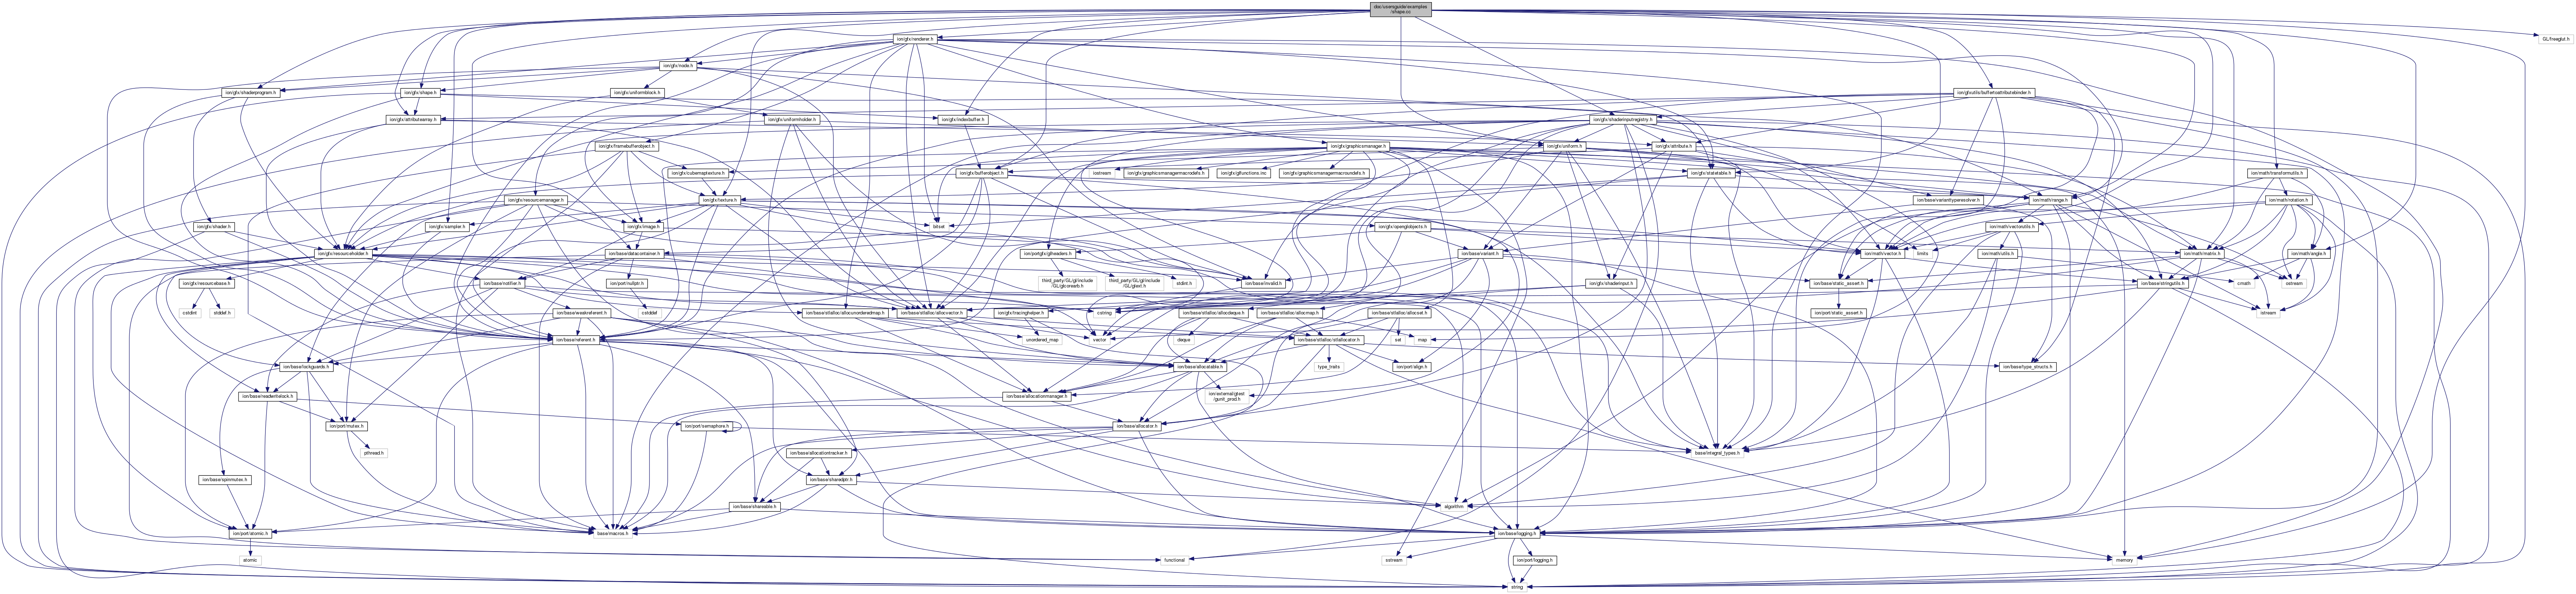 doc/usersguide/examples
/shape.cc
ion/gfx/renderer.h
GL/freeglut.h
ion/gfx/node.h
ion/gfx/shaderprogram.h
ion/gfx/shape.h
ion/gfx/uniformblock.h
ion/gfxutils/buffertoattributebinder.h
ion/gfx/attributearray.h
ion/gfx/uniformholder.h
ion/gfx/indexbuffer.h
ion/gfx/shaderinputregistry.h
ion/gfx/framebufferobject.h
ion/gfx/graphicsmanager.h
ion/gfx/uniform.h
ion/gfx/attribute.h
ion/gfx/cubemaptexture.h
ion/gfx/bufferobject.h
iostream
ion/gfx/graphicsmanagermacrodefs.h
ion/gfx/glfunctions.inc
ion/gfx/graphicsmanagermacroundefs.h
ion/gfx/statetable.h
ion/math/transformutils.h
ion/gfx/resourcemanager.h
ion/gfx/texture.h
ion/base/varianttyperesolver.h
ion/math/range.h
ion/math/rotation.h
ion/gfx/shader.h
ion/gfx/sampler.h
ion/gfx/image.h
bitset
ion/gfx/openglobjects.h
ion/math/vectorutils.h
ion/gfx/resourceholder.h
ion/base/datacontainer.h
ion/portgfx/glheaders.h
ion/base/variant.h
ion/math/vector.h
limits
ion/math/utils.h
ion/math/matrix.h
ion/math/angle.h
ion/gfx/resourcebase.h
ion/base/notifier.h
ion/port/nullptr.h
third_party/GL/gl/include
/GL/glcorearb.h
third_party/GL/gl/include
/GL/glext.h
stdint.h
ion/base/invalid.h
ion/gfx/shaderinput.h
ion/base/static_assert.h
ion/base/stringutils.h
cmath
ostream
cstdint
stddef.h
ion/base/weakreferent.h
cstddef
ion/base/stlalloc/allocunorderedmap.h
ion/base/stlalloc/allocvector.h
ion/gfx/tracinghelper.h
cstring
ion/base/stlalloc/allocdeque.h
ion/base/stlalloc/allocmap.h
ion/base/stlalloc/allocset.h
ion/port/static_assert.h
istream
ion/base/referent.h
unordered_map
vector
deque
ion/base/stlalloc/stlallocator.h
set
map
ion/base/lockguards.h
ion/base/allocatable.h
type_traits
ion/port/align.h
ion/base/type_structs.h
ion/base/readwritelock.h
ion/base/allocationmanager.h
ion/external/gtest
/gunit_prod.h
ion/port/mutex.h
ion/port/semaphore.h
ion/base/allocator.h
pthread.h
ion/base/allocationtracker.h
base/integral_types.h
ion/base/spinmutex.h
ion/base/sharedptr.h
ion/base/shareable.h
algorithm
ion/port/atomic.h
base/macros.h
ion/base/logging.h
atomic
functional
sstream
ion/port/logging.h
memory
string